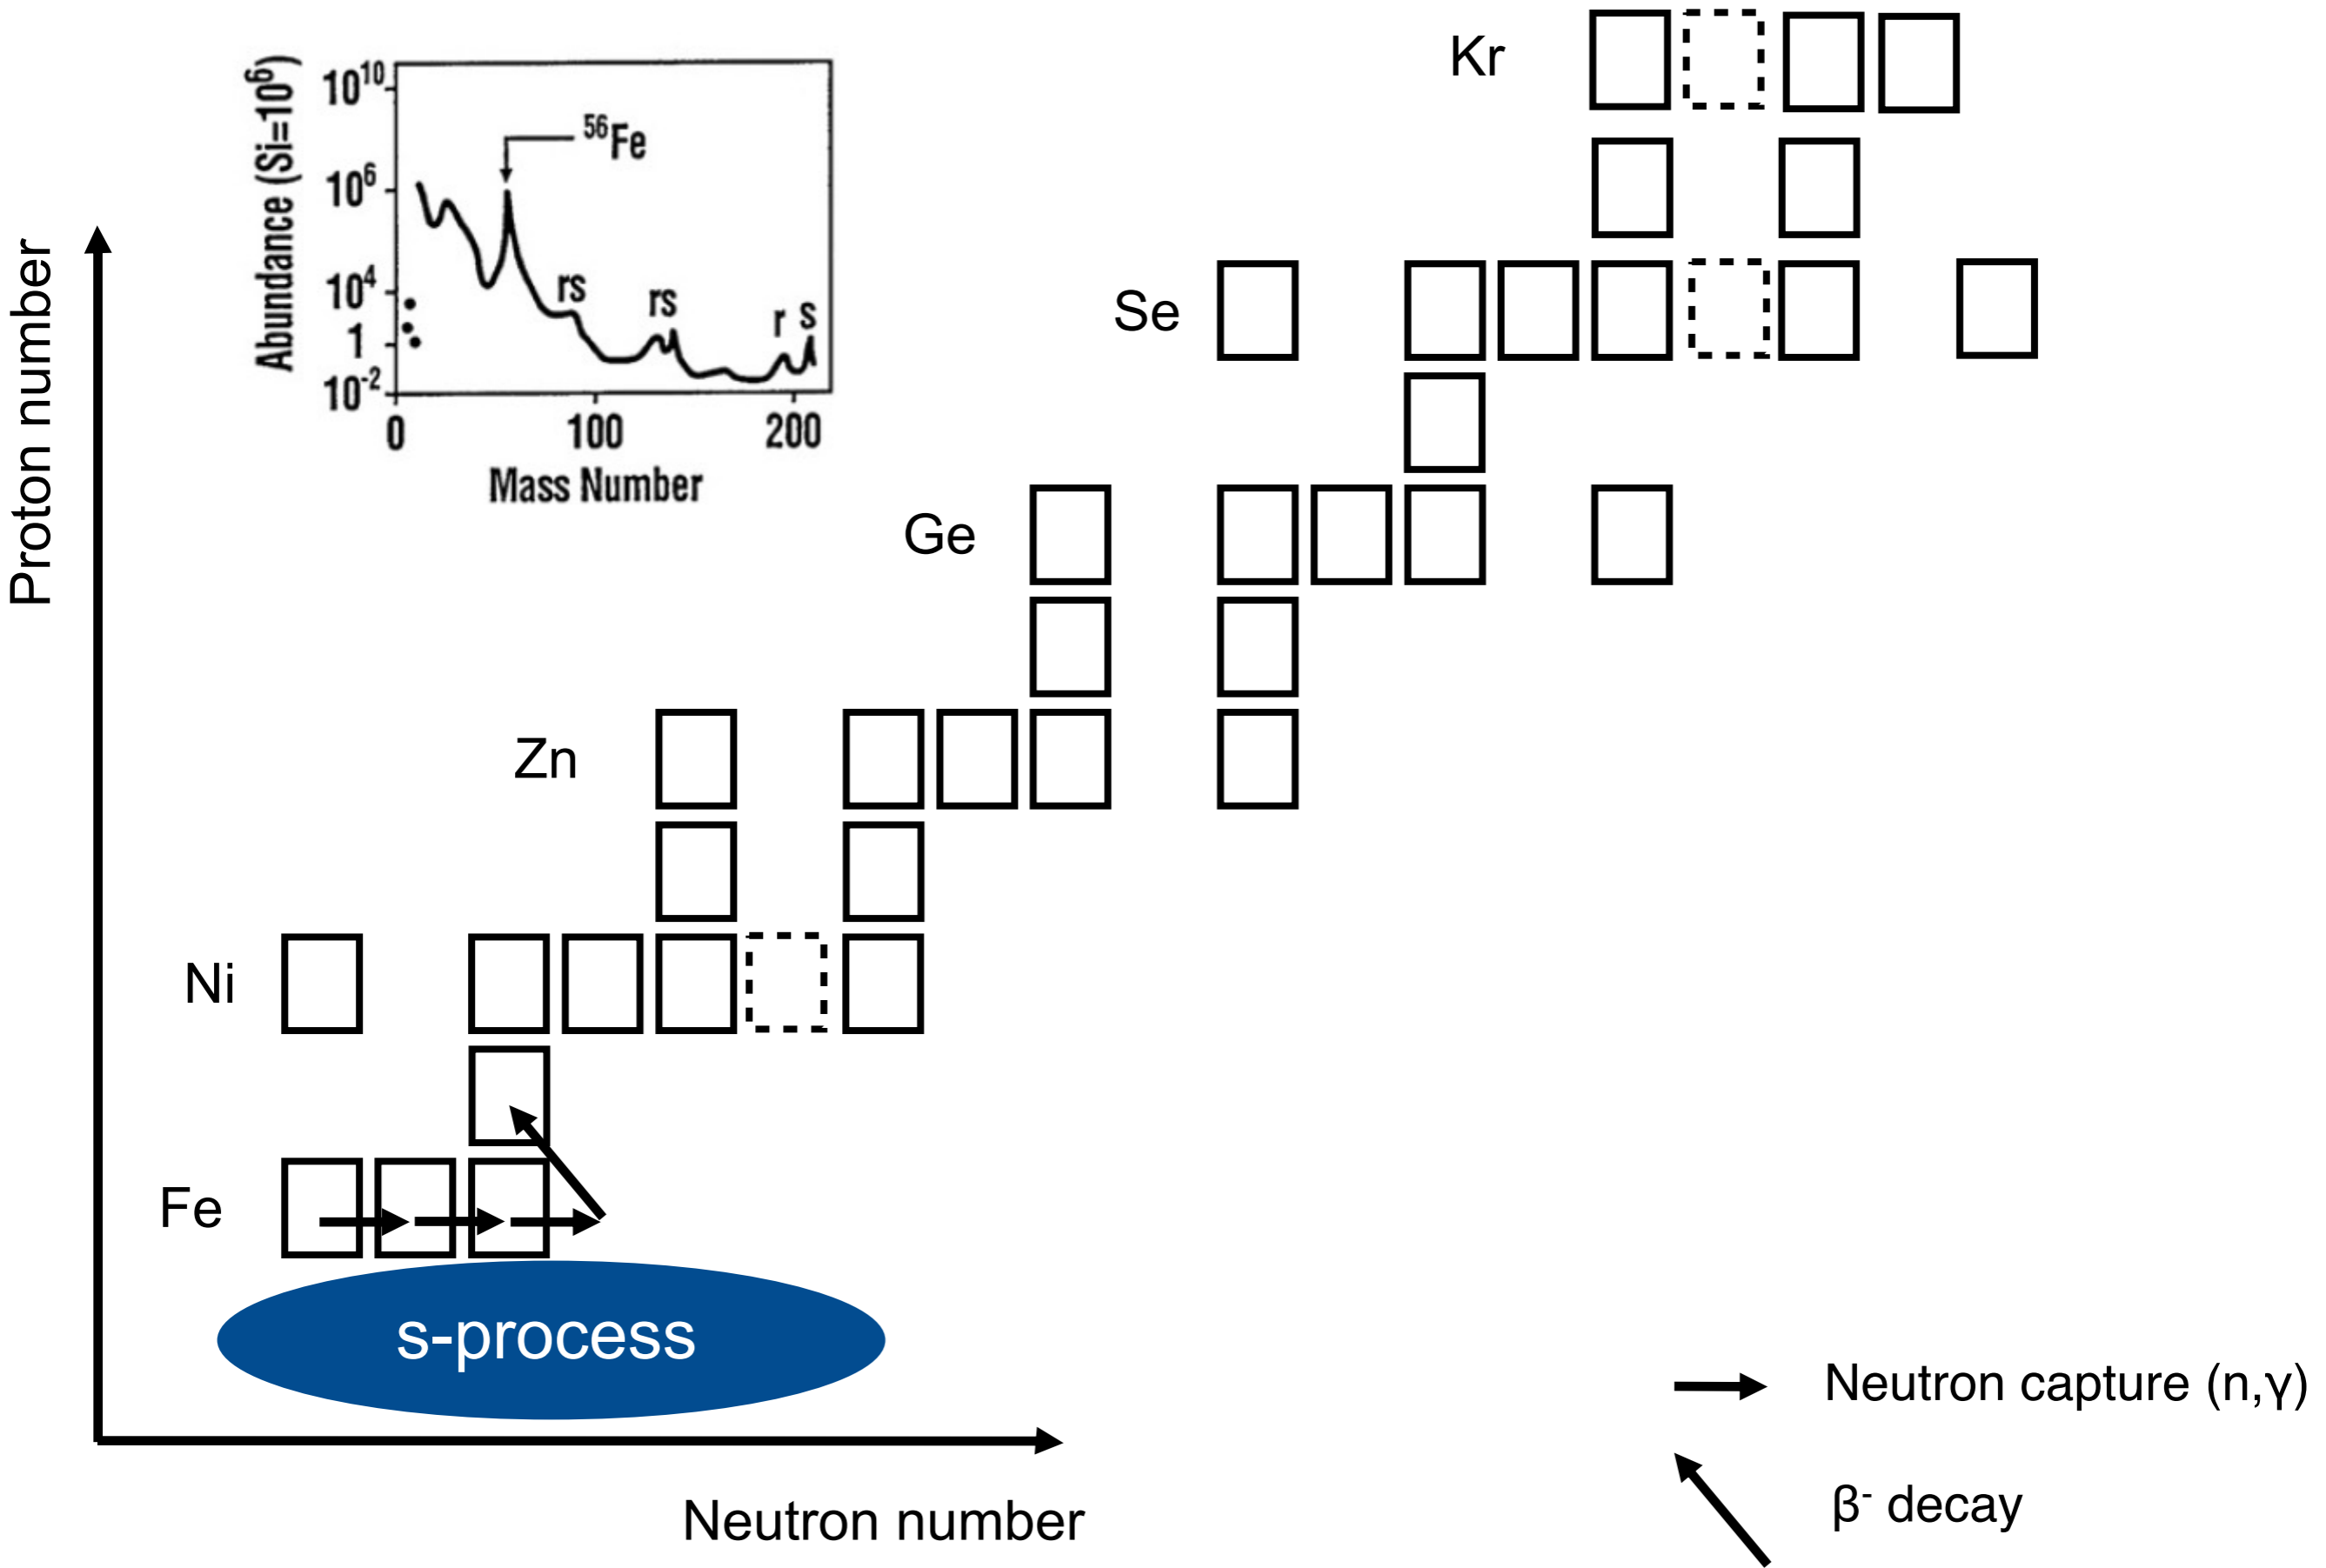 Kr
Abundance (Si=10⁶)
10¹⁰
10⁶
10⁴
1
10⁻²
⁵⁶Fe
rs
rs
r s
0 100 200
Mass Number
Proton number
Se
Ge
Zn
Ni
Fe
s-process
Neutron number
Neutron capture (n,γ)
β⁻ decay